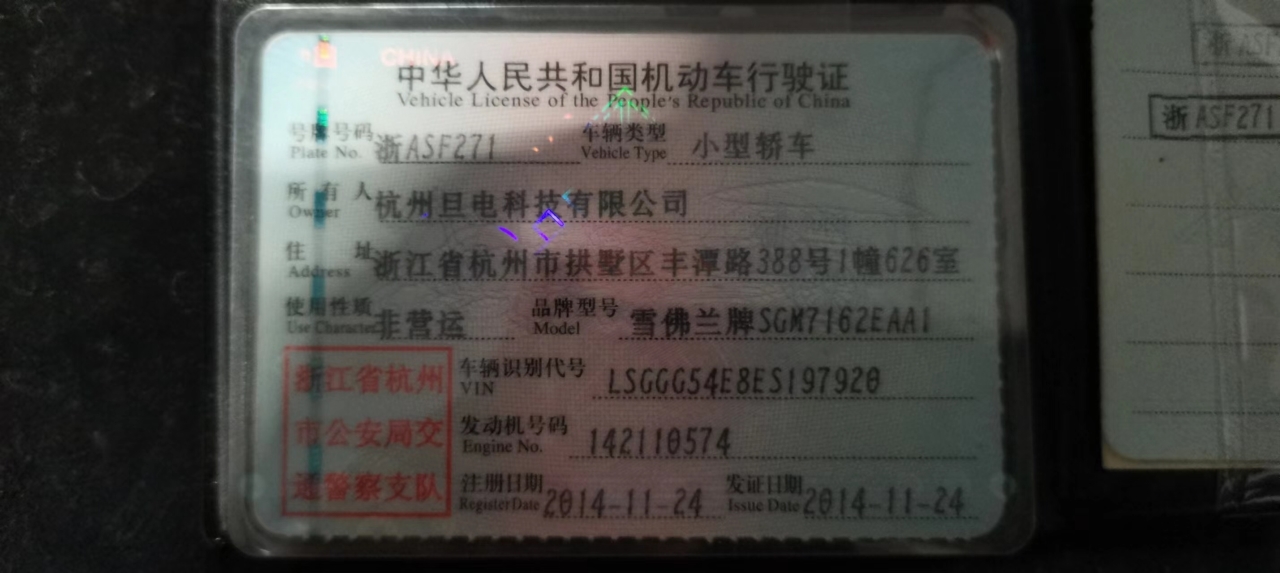 CHINA
中华人民共和国机动车行驶证
Vehicle License of the People's Republic of China
号牌号码 浙ASF271 车辆类型 小型轿车
Plate No. Vehicle Type
所有人 杭州旦电科技有限公司
Owner
住址 浙江省杭州市拱墅区丰潭路388号1幢626室
Address
使用性质 非营运 品牌型号 雪佛兰牌SGM7162EAA1
Use Character Model
浙江省杭州
市公安局交
通警察支队
车辆识别代号 LSGGG54E8ES197920
VIN
发动机号码 142110574
Engine No.
注册日期 2014-11-24 发证日期 2014-11-24
Register Date Issue Date
浙ASF
浙ASF271